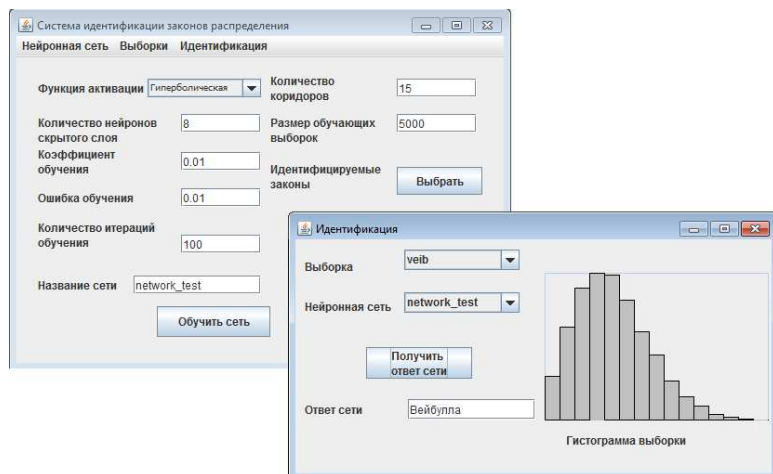 Система идентификации законов распределения
Нейронная сеть Выборки Идентификация
Функция активации Гиперболическая
Количество
коридоров
15
Количество нейронов
скрытого слоя
8
Размер обучающих
выборок
5000
Коэффициент
обучения
0.01
Идентифицируемые
законы
Выбрать
Ошибка обучения
0.01
Количество итераций
обучения
100
Название сети network_test
Обучить сеть
Идентификация
Выборка veib
Нейронная сеть network_test
Получить
ответ сети
Ответ сети Вейбулла
Гистограмма выборки